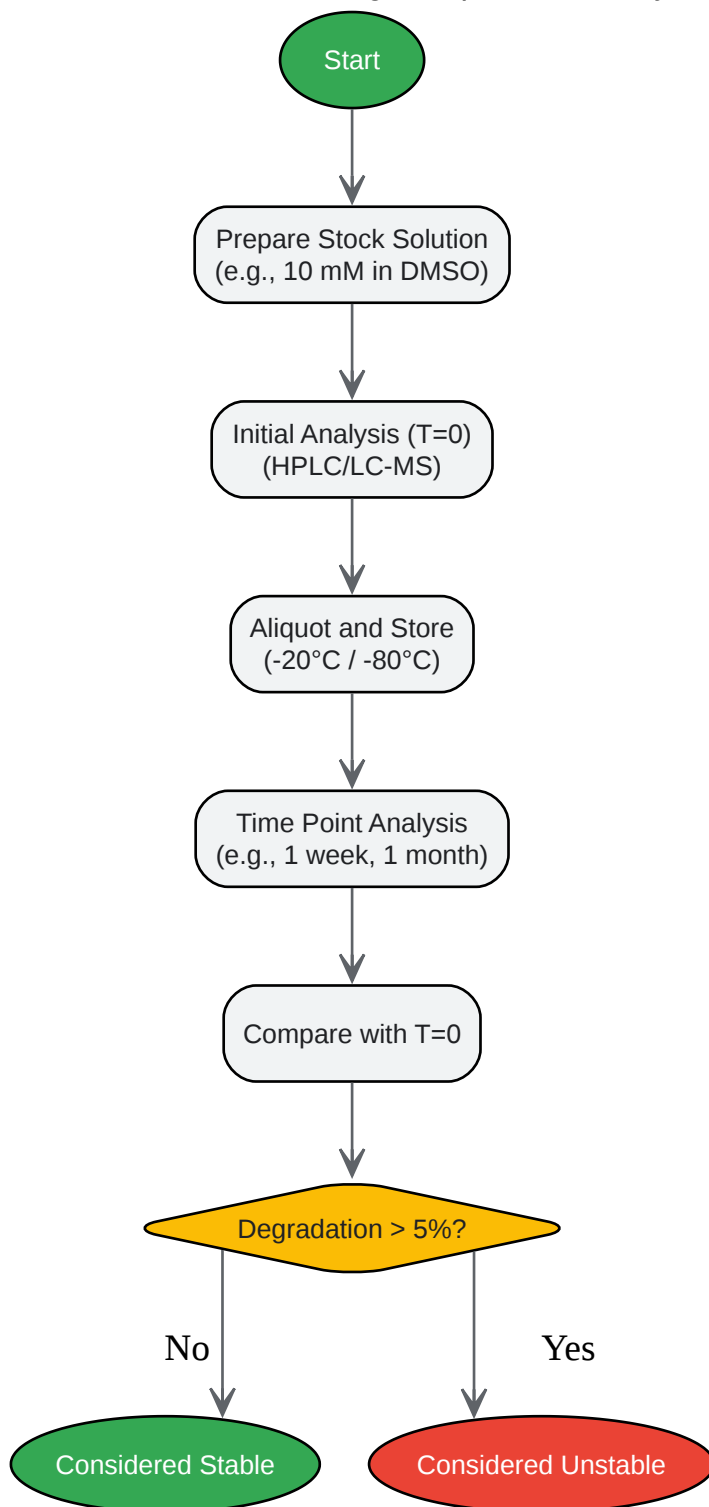 Start
Prepare Stock Solution
(e.g., 10 mM in DMSO)
Initial Analysis (T=0)
(HPLC/LC-MS)
Aliquot and Store
(-20°C / -80°C)
Time Point Analysis
(e.g., 1 week, 1 month)
Compare with T=0
Degradation > 5%?
No
Yes
Considered Stable
Considered Unstable